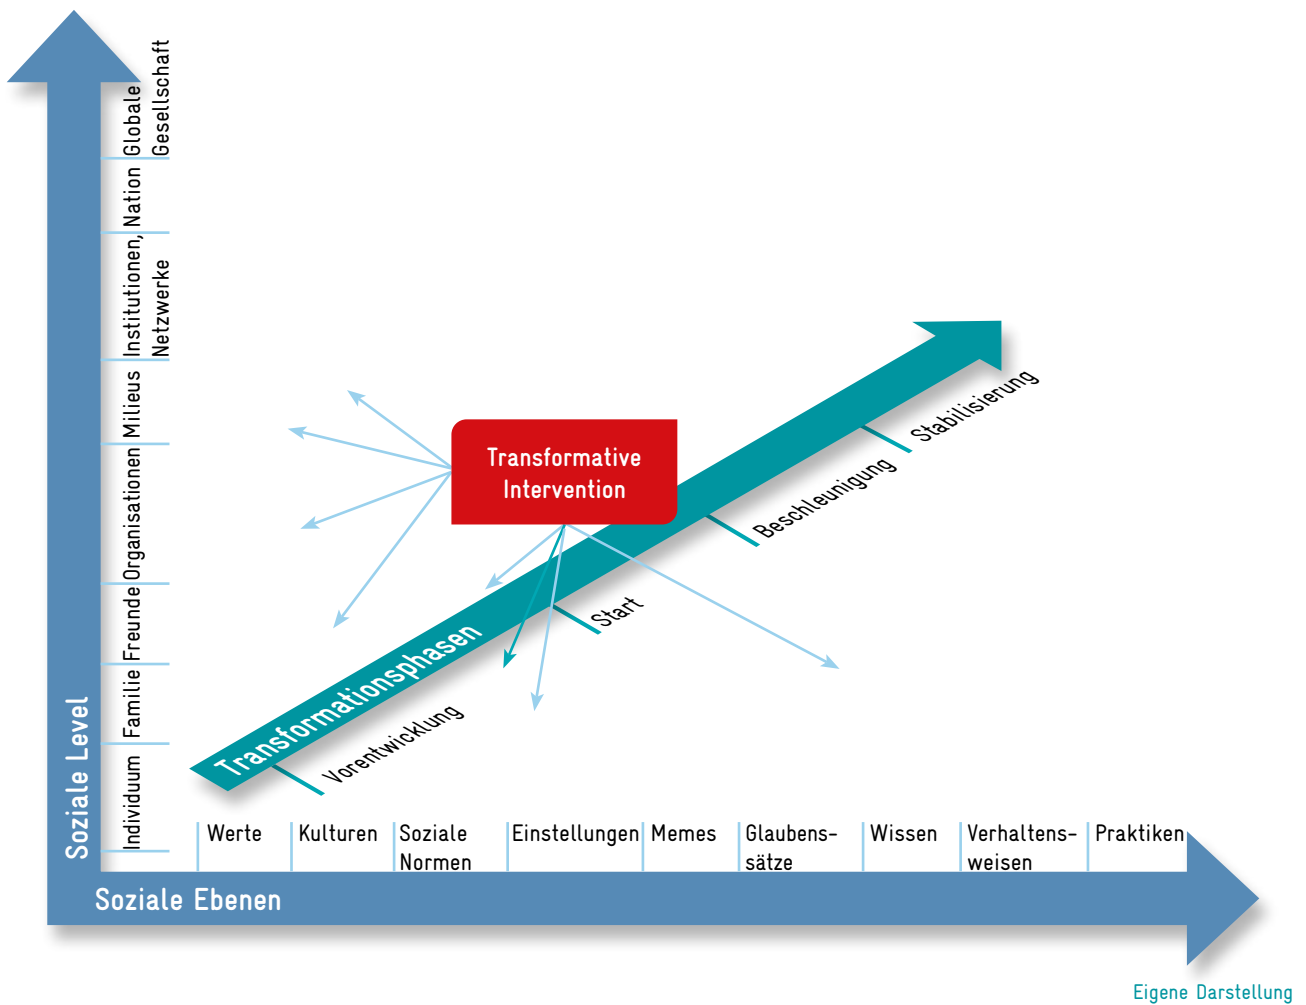 Globale
Gesellschaft
Nation
Institutionen,
Netzwerke
Milieus
Organisationen
Freunde
Familie
Individuum
Soziale Level
Transformative
Intervention
Transformationsphasen
Vorentwicklung
Start
Beschleunigung
Stabilisierung
Werte
Kulturen
Soziale
Normen
Einstellungen
Memes
Glaubens-
sätze
Wissen
Verhaltens-
weisen
Praktiken
Soziale Ebenen
Eigene Darstellung